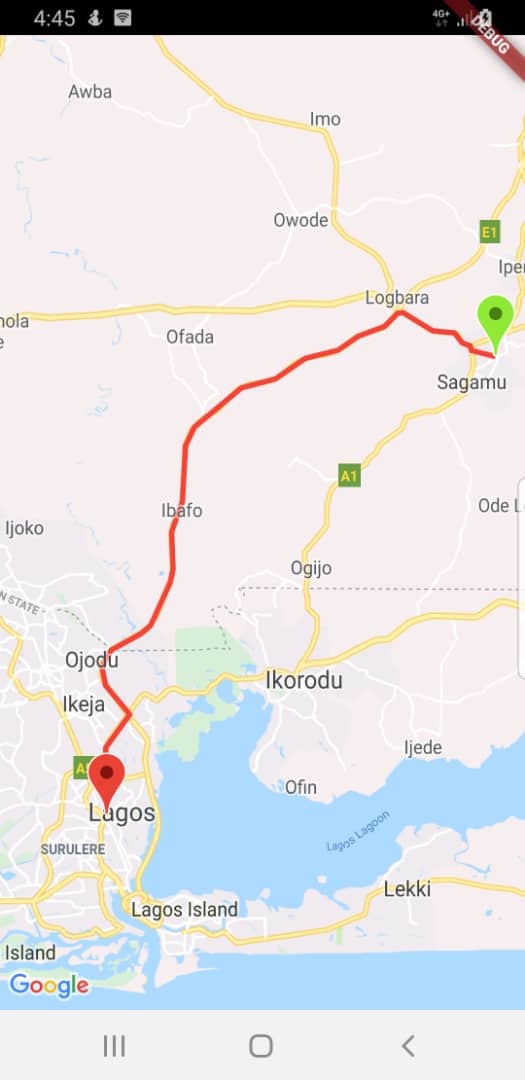 4:45
4G+
DEBUG
Awba
Imo
Owode
E1
Iper
Logbara
nola
e
Ofada
Sagamu
A1
Ibafo
Ode L
Ijoko
Ogijo
N STATE
Ojodu
Ikorodu
Ikeja
Ijede
Ofin
Lagos
Lagos Lagoon
SURULERE
Lekki
Lagos Island
Island
Google